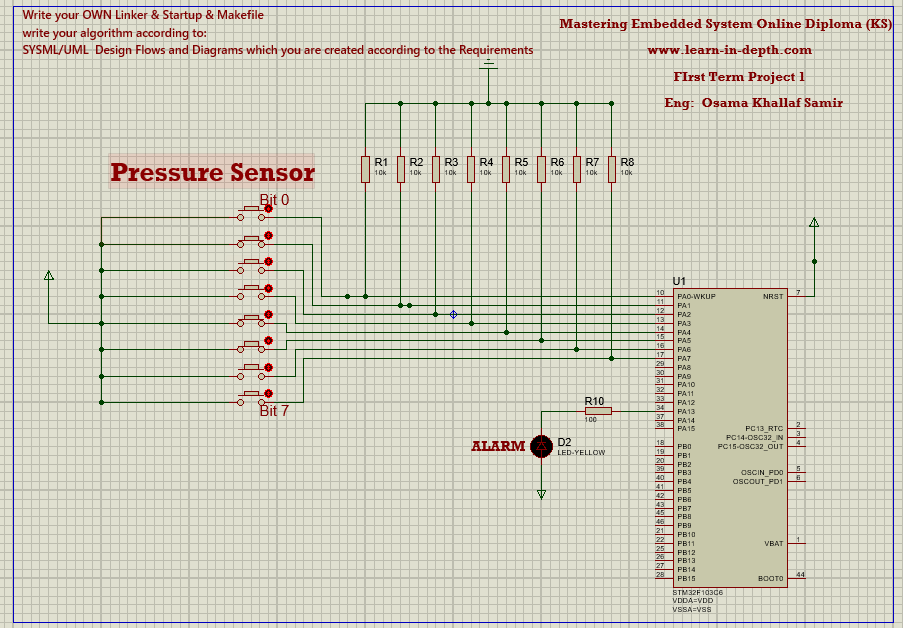 Write your OWN Linker & Startup & Makefile
write your algorithm according to:
SYSML/UML Design Flows and Diagrams which you are created according to the Requirements
Mastering Embedded System Online Diploma (KS)
www.learn-in-depth.com
FIrst Term Project 1
Eng: Osama Khallaf Samir
Pressure Sensor
Bit 0
Bit 7
R1
10k
R2
10k
R3
10k
R4
10k
R5
10k
R6
10k
R7
10k
R8
10k
ALARM
D2
LED-YELLOW
R10
100
U1
10 PA0-WKUP
11 PA1
12 PA2
13 PA3
14 PA4
15 PA5
16 PA6
17 PA7
29 PA8
30 PA9
31 PA10
32 PA11
33 PA12
34 PA13
37 PA14
38 PA15
18 PB0
19 PB1
20 PB2
39 PB3
40 PB4
41 PB5
42 PB6
43 PB7
45 PB8
46 PB9
21 PB10
22 PB11
25 PB12
26 PB13
27 PB14
28 PB15
NRST 7
PC13_RTC 2
PC14-OSC32_IN 3
PC15-OSC32_OUT 4
OSCIN_PD0 5
OSCOUT_PD1 6
VBAT 1
BOOT0 44
STM32F103C6
VDDA=VDD
VSSA=VSS